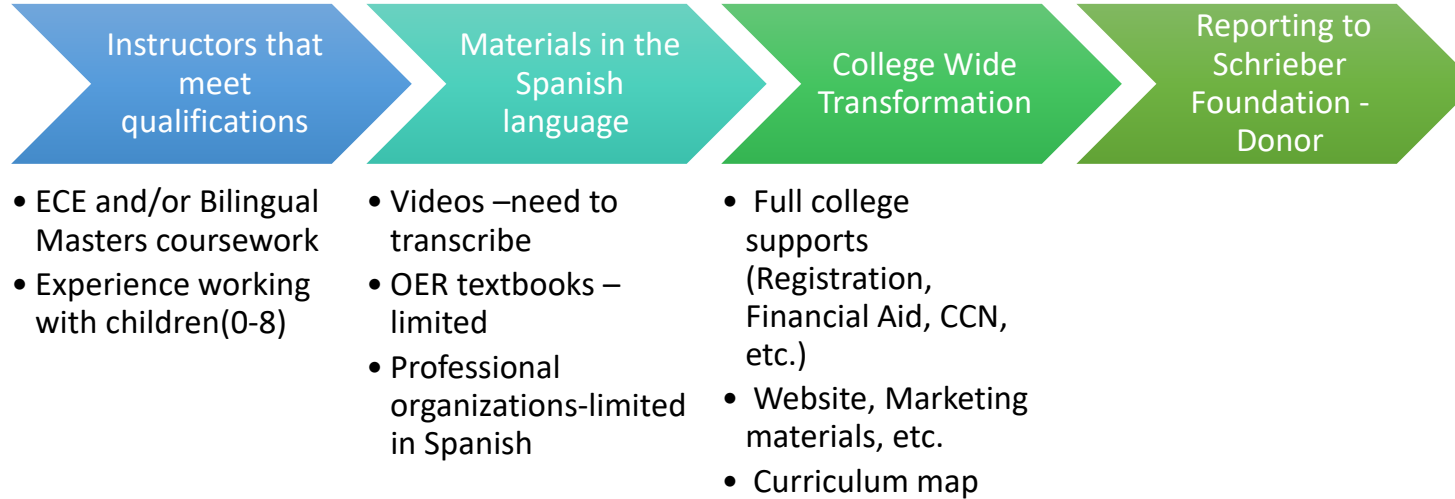 Instructors that
meet
qualifications
Materials in the
Spanish
language
College Wide
Transformation
Reporting to
Schrieber
Foundation -
Donor
• ECE and/or Bilingual
Masters coursework
• Experience working
with children(0-8)
• Videos –need to
transcribe
• OER textbooks –
limited
• Professional
organizations-limited
in Spanish
• Full college
supports
(Registration,
Financial Aid, CCN,
etc.)
• Website, Marketing
materials, etc.
• Curriculum map